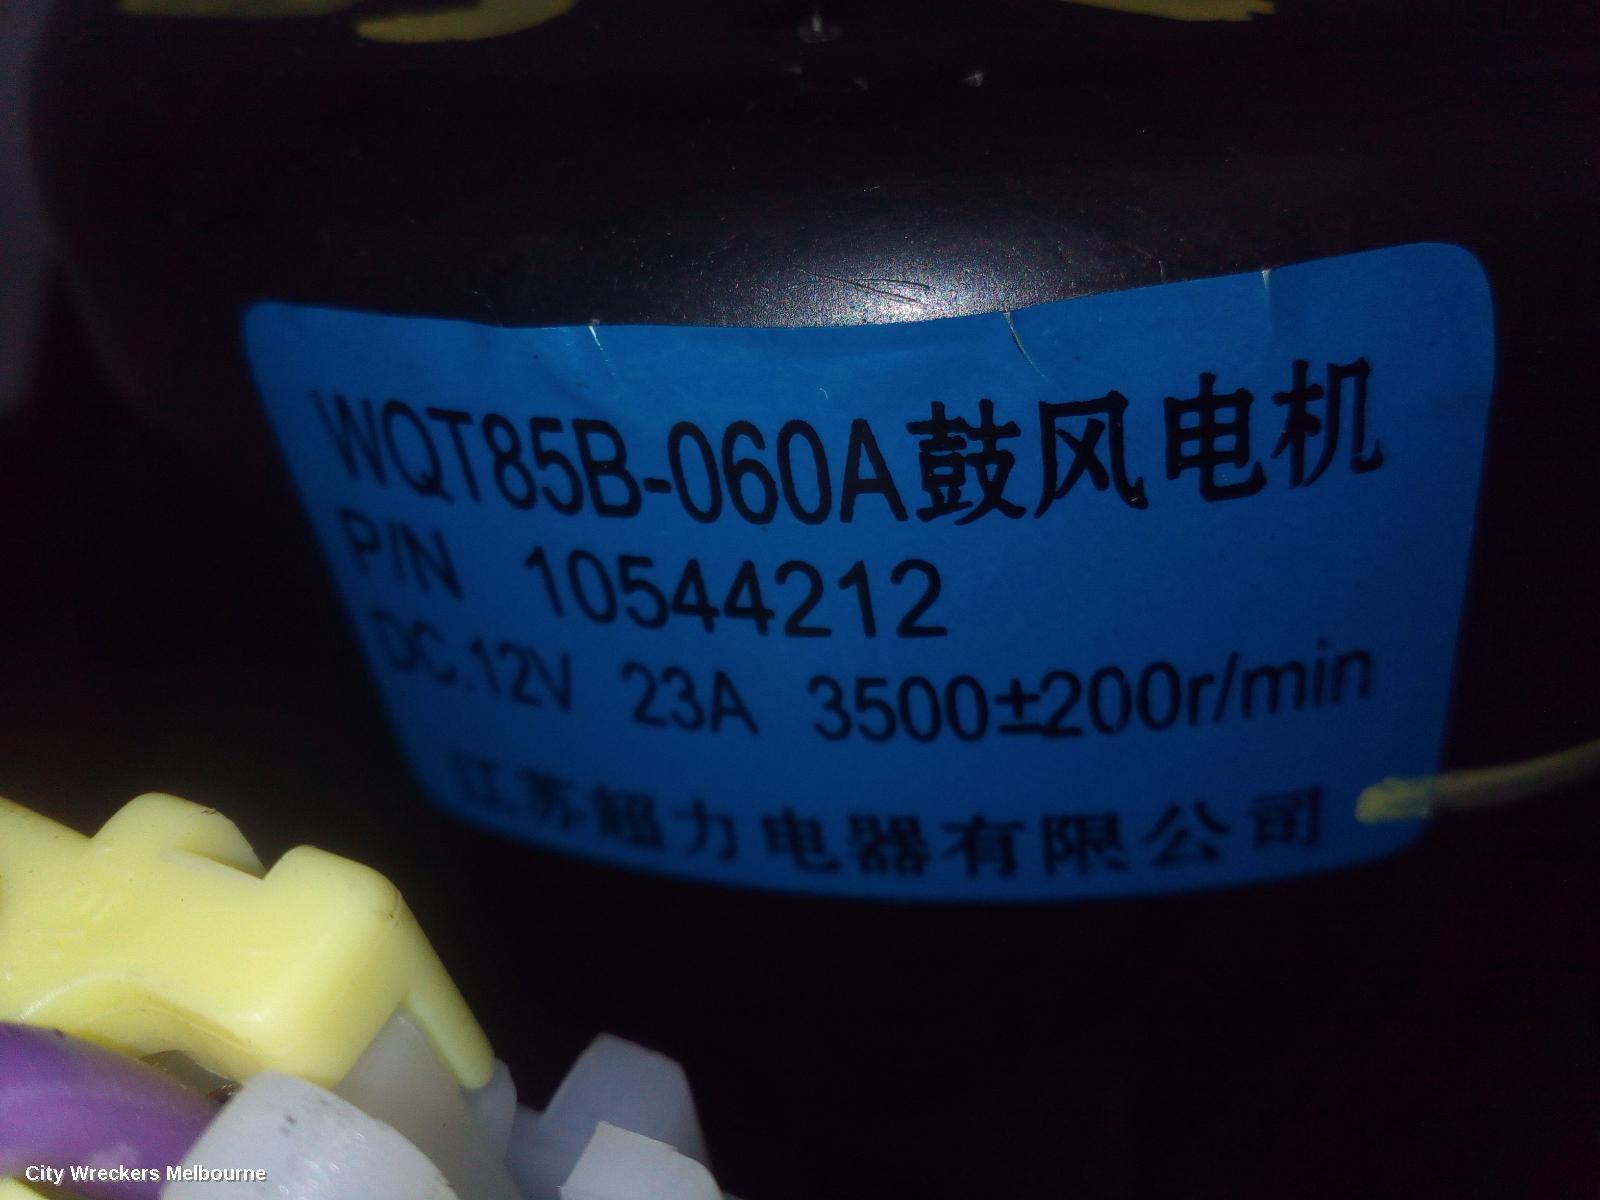 WQT85B-060A鼓风电机
P/N 10544212
DC.12V 23A 3500±200r/min
江苏超力电器有限公司
City Wreckers Melbourne